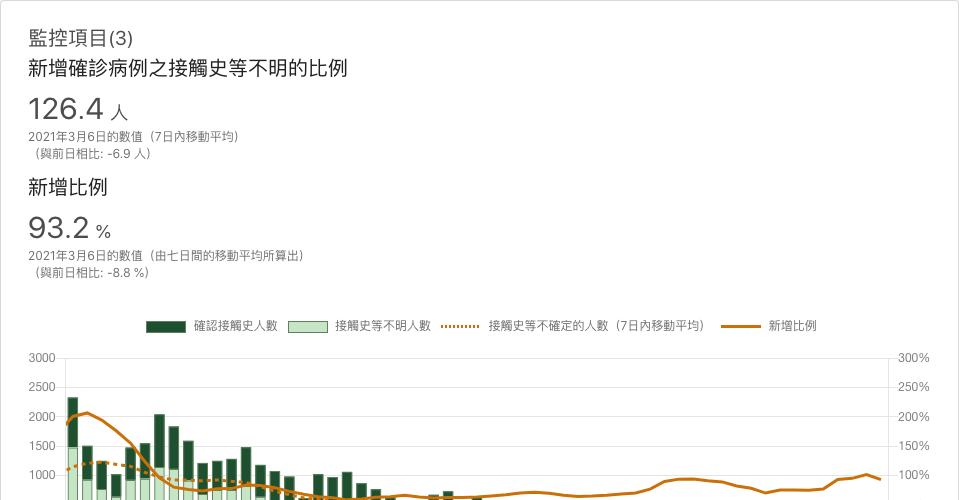 監控項目(3)
新增確診病例之接觸史等不明的比例
126.4 人
2021年3月6日的數值（7日內移動平均）
（與前日相比: -6.9 人）
新增比例
93.2 %
2021年3月6日的數值（由七日間的移動平均所算出）
（與前日相比: -8.8 %）
確認接觸史人數 接觸史等不明人數 接觸史等不確定的人數（7日內移動平均） 新增比例
3000 300%
2500 250%
2000 200%
1500 150%
1000 100%